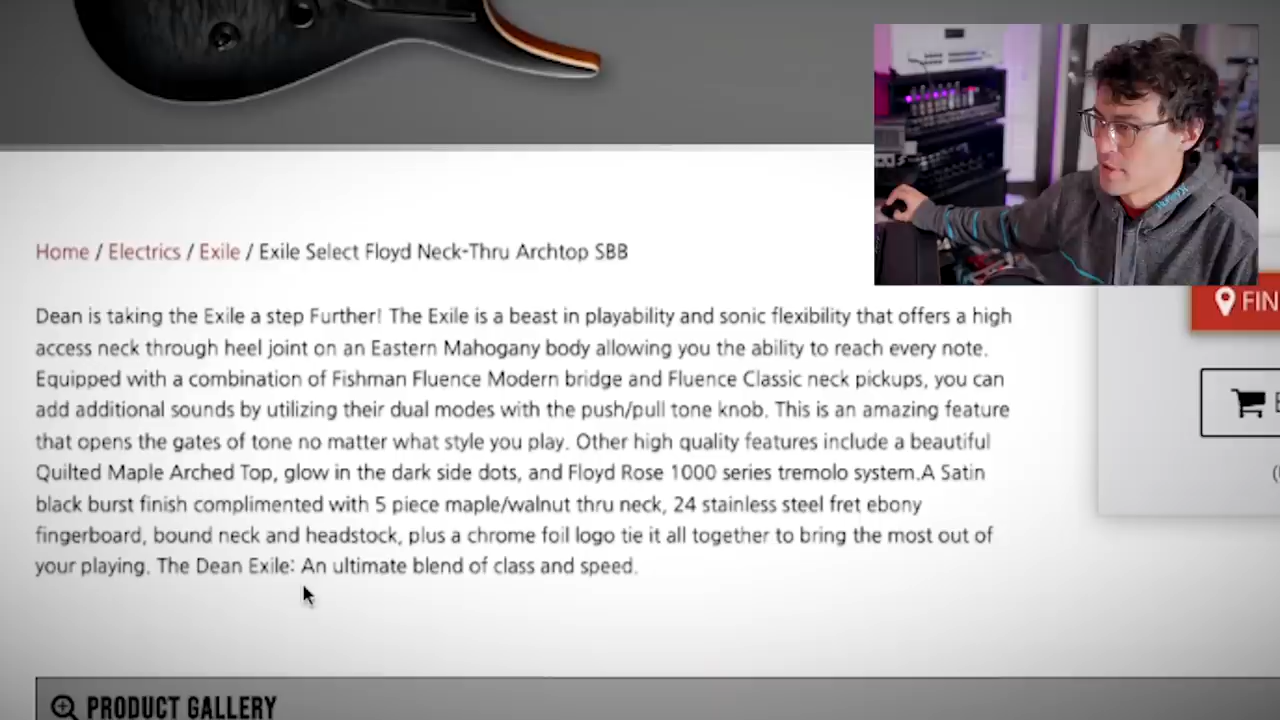 Home / Electrics / Exile / Exile Select Floyd Neck-Thru Archtop SBB
FIN
Dean is taking the Exile a step Further! The Exile is a beast in playability and sonic flexibility that offers a high
access neck through heel joint on an Eastern Mahogany body allowing you the ability to reach every note.
Equipped with a combination of Fishman Fluence Modern bridge and Fluence Classic neck pickups, you can
add additional sounds by utilizing their dual modes with the push/pull tone knob. This is an amazing feature
that opens the gates of tone no matter what style you play. Other high quality features include a beautiful
Quilted Maple Arched Top, glow in the dark side dots, and Floyd Rose 1000 series tremolo system.A Satin
black burst finish complimented with 5 piece maple/walnut thru neck, 24 stainless steel fret ebony
fingerboard, bound neck and headstock, plus a chrome foil logo tie it all together to bring the most out of
your playing. The Dean Exile: An ultimate blend of class and speed.
PRODUCT GALLERY